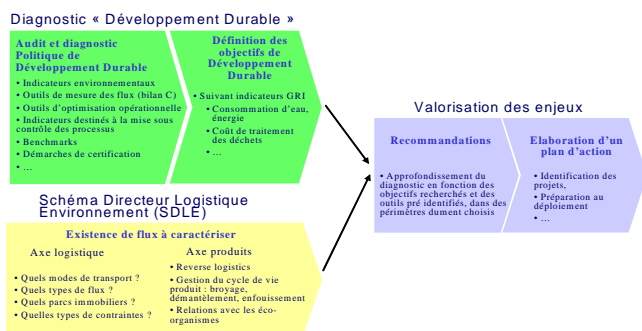 Diagnostic « Développement Durable »
Audit et diagnostic
Politique de
Développement Durable
• Indicateurs environnementaux
• Outils de mesure des flux (bilan C)
• Outils d'optimisation opérationnelle
• Indicateurs destinés à la mise sous
contrôle des processus
• Benchmarks
• Démarches de certification
• ...
Définition des
objectifs de
Développement
Durable
• Suivant indicateurs GRI
• Consommation d'eau,
énergie
• Coût de traitement
des déchets
• ...
Schéma Directeur Logistique
Environnement (SDLE)
Existence de flux à caractériser
Axe logistique
• Quels modes de transport ?
• Quels types de flux ?
• Quels parcs immobiliers ?
• Quelles types de contraintes ?
Axe produits
• Reverse logistics
• Gestion du cycle de vie
produit : broyage,
démantèlement, enfouissement
• Relations avec les éco-
organismes
Valorisation des enjeux
Recommandations
• Approfondissement du
diagnostic en fonction des
objectifs recherchés et des
outils pré identifiés, dans des
périmètres dument choisis
Elaboration d'un
plan d'action
• Identification des
projets,
• Préparation au
déploiement
• ...